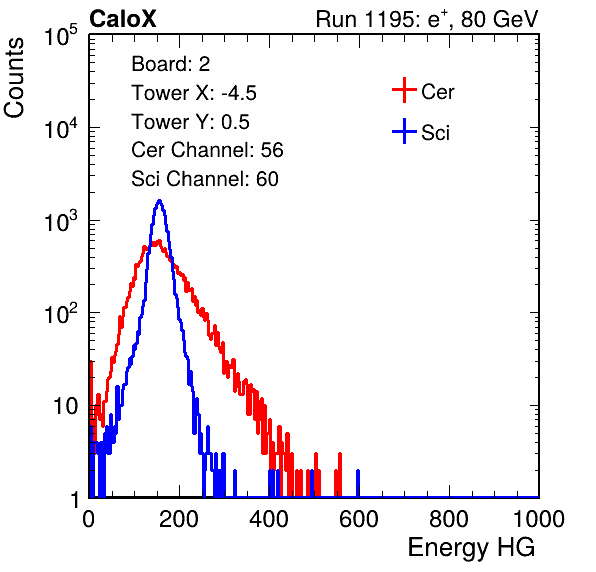 CaloX Run 1195: e⁺, 80 GeV
Counts
10⁵
10⁴
10³
10²
10
1
Board: 2
Tower X: -4.5
Tower Y: 0.5
Cer Channel: 56
Sci Channel: 60
Cer
Sci
0 200 400 600 800 1000
Energy HG